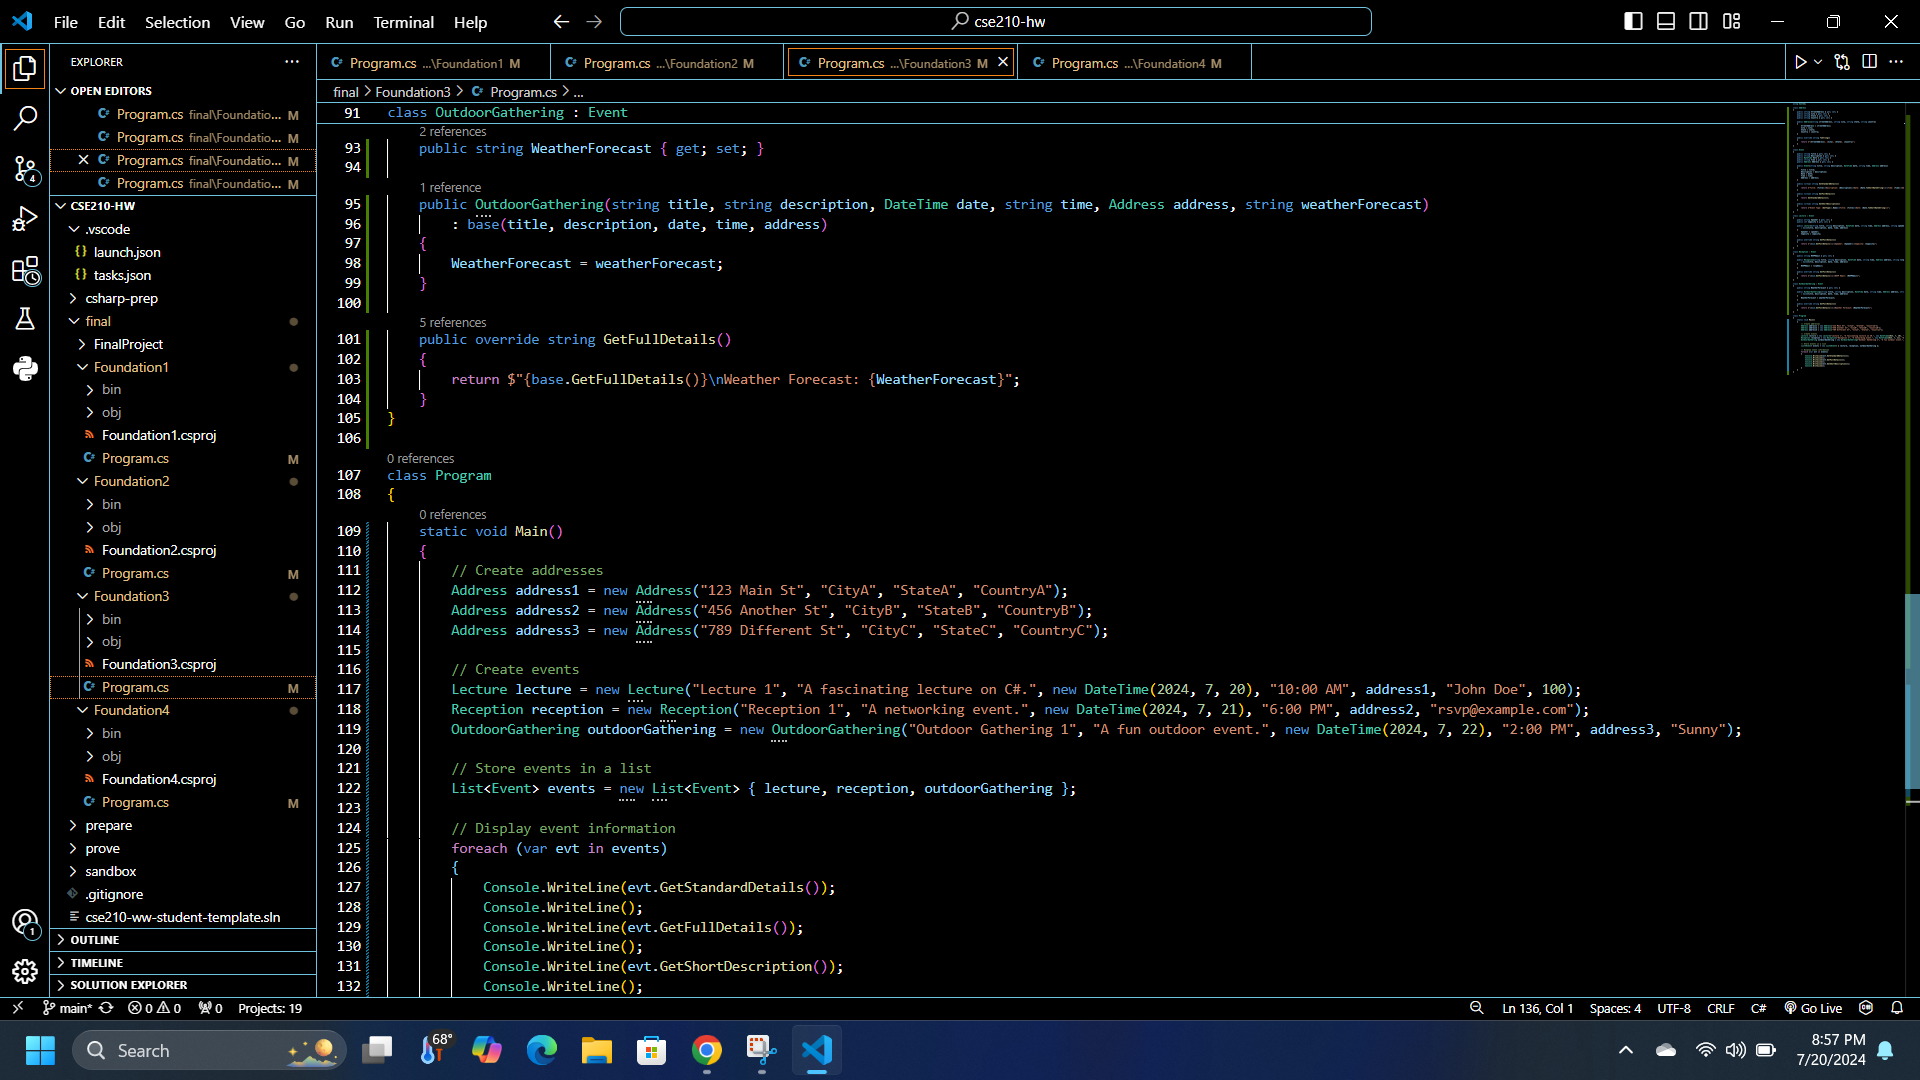 File Edit Selection View Go Run Terminal Help
cse210-hw
EXPLORER
Program.cs ...\Foundation1 M
Program.cs ...\Foundation2 M
Program.cs ...\Foundation3 M
Program.cs ...\Foundation4 M
final > Foundation3 > Program.cs > ...
OPEN EDITORS
Program.cs final\Foundatio... M
Program.cs final\Foundatio... M
Program.cs final\Foundatio... M
Program.cs final\Foundatio... M
CSE210-HW
.vscode
launch.json
tasks.json
csharp-prep
final
FinalProject
Foundation1
bin
obj
Foundation1.csproj
Program.cs M
Foundation2
bin
obj
Foundation2.csproj
Program.cs M
Foundation3
bin
obj
Foundation3.csproj
Program.cs M
Foundation4
bin
obj
Foundation4.csproj
Program.cs M
prepare
prove
sandbox
.gitignore
cse210-ww-student-template.sln
OUTLINE
TIMELINE
SOLUTION EXPLORER
4
1
91 class OutdoorGathering : Event
2 references
93 public string WeatherForecast { get; set; }
94
1 reference
95 public OutdoorGathering(string title, string description, DateTime date, string time, Address address, string weatherForecast)
96 : base(title, description, date, time, address)
97 {
98 WeatherForecast = weatherForecast;
99 }
100
5 references
101 public override string GetFullDetails()
102 {
103 return $"{base.GetFullDetails()}\nWeather Forecast: {WeatherForecast}";
104 }
105 }
106
0 references
107 class Program
108 {
0 references
109 static void Main()
110 {
111 // Create addresses
112 Address address1 = new Address("123 Main St", "CityA", "StateA", "CountryA");
113 Address address2 = new Address("456 Another St", "CityB", "StateB", "CountryB");
114 Address address3 = new Address("789 Different St", "CityC", "StateC", "CountryC");
115
116 // Create events
117 Lecture lecture = new Lecture("Lecture 1", "A fascinating lecture on C#.", new DateTime(2024, 7, 20), "10:00 AM", address1, "John Doe", 100);
118 Reception reception = new Reception("Reception 1", "A networking event.", new DateTime(2024, 7, 21), "6:00 PM", address2, "rsvp@example.com");
119 OutdoorGathering outdoorGathering = new OutdoorGathering("Outdoor Gathering 1", "A fun outdoor event.", new DateTime(2024, 7, 22), "2:00 PM", address3, "Sunny");
120
121 // Store events in a list
122 List<Event> events = new List<Event> { lecture, reception, outdoorGathering };
123
124 // Display event information
125 foreach (var evt in events)
126 {
127 Console.WriteLine(evt.GetStandardDetails());
128 Console.WriteLine();
129 Console.WriteLine(evt.GetFullDetails());
130 Console.WriteLine();
131 Console.WriteLine(evt.GetShortDescription());
132 Console.WriteLine();
main* 0 0 0 Projects: 19
Ln 136, Col 1 Spaces: 4 UTF-8 CRLF C# Go Live
Search
68°
8:57 PM
7/20/2024